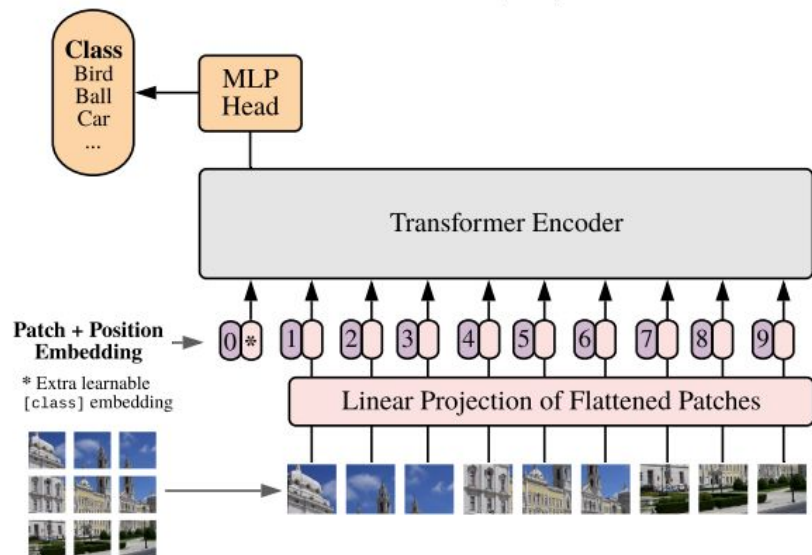 Class
Bird
Ball
Car
...
MLP
Head
Transformer Encoder
Patch + Position
Embedding
0 * 1 2 3 4 5 6 7 8 9
* Extra learnable
[class] embedding
Linear Projection of Flattened Patches